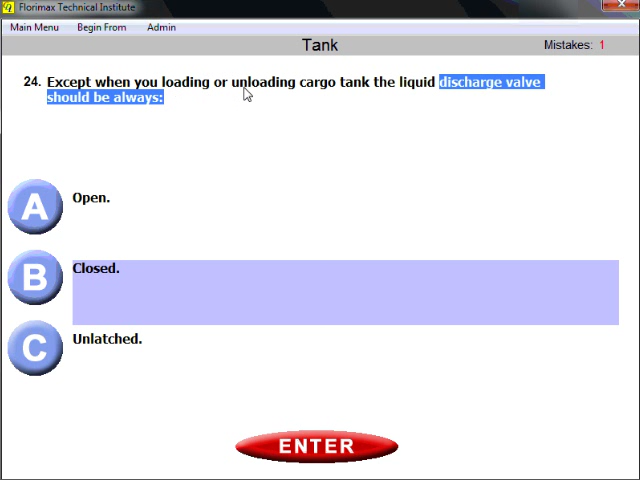 Florimax Technical Institute
Main Menu Begin From Admin
Tank Mistakes: 1
24. Except when you loading or unloading cargo tank the liquid discharge valve
should be always:
A Open.
B Closed.
C Unlatched.
ENTER